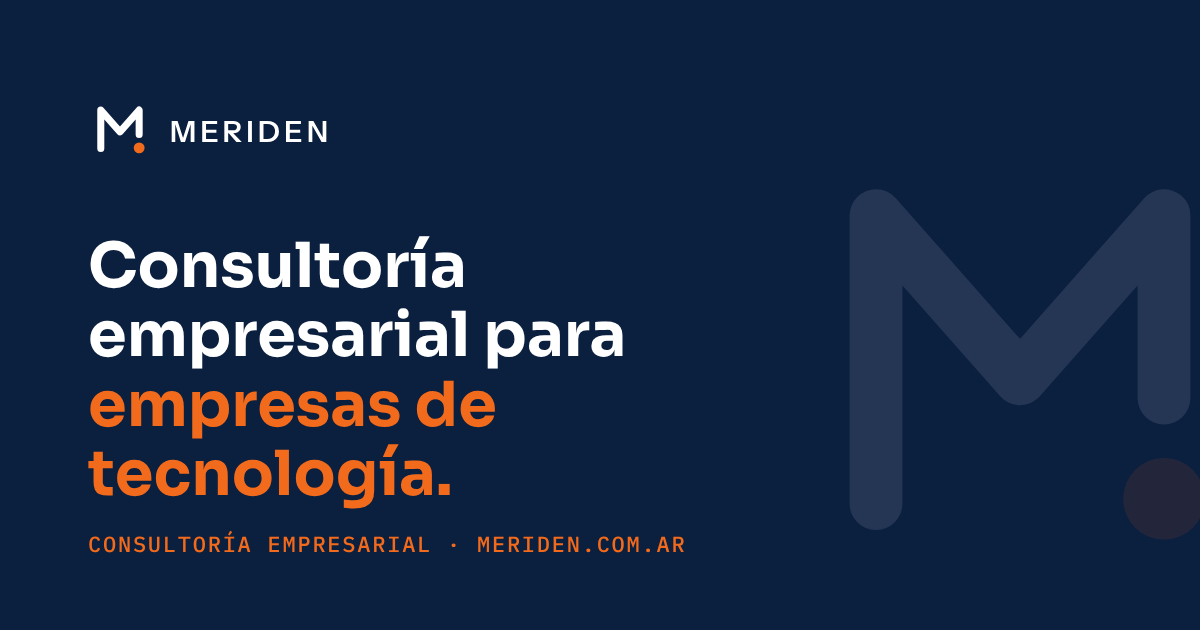 M. MERIDEN
Consultoría
empresarial para
empresas de
tecnología.
CONSULTORÍA EMPRESARIAL · MERIDEN.COM.AR